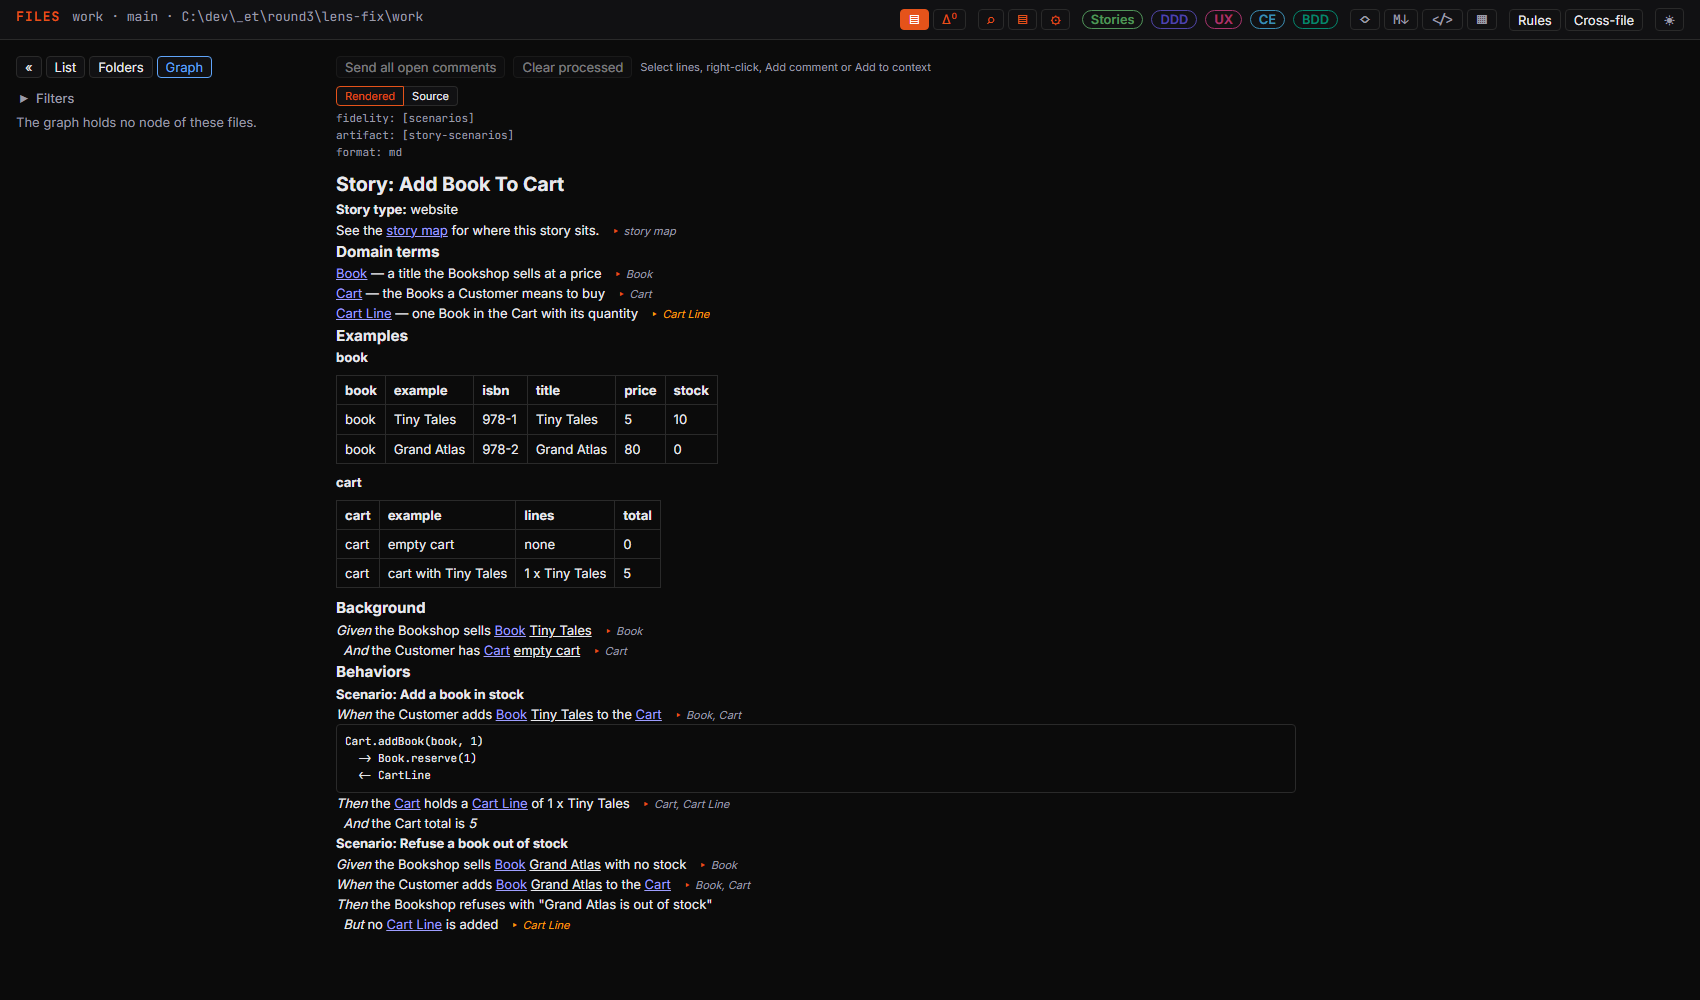 FILES work · main · C:\dev\_et\round3\lens-fix\work
Δ⁰ Stories DDD UX CE BDD M↓ </> Rules Cross-file
« List Folders Graph
► Filters
The graph holds no node of these files.
Send all open comments Clear processed Select lines, right-click, Add comment or Add to context
Rendered Source
fidelity: [scenarios]
artifact: [story-scenarios]
format: md
Story: Add Book To Cart
Story type: website
See the story map for where this story sits. ‣ story map
Domain terms
Book — a title the Bookshop sells at a price ‣ Book
Cart — the Books a Customer means to buy ‣ Cart
Cart Line — one Book in the Cart with its quantity ‣ Cart Line
Examples
book
book example isbn title price stock
book Tiny Tales 978-1 Tiny Tales 5 10
book Grand Atlas 978-2 Grand Atlas 80 0
cart
cart example lines total
cart empty cart none 0
cart cart with Tiny Tales 1 x Tiny Tales 5
Background
Given the Bookshop sells Book Tiny Tales ‣ Book
And the Customer has Cart empty cart ‣ Cart
Behaviors
Scenario: Add a book in stock
When the Customer adds Book Tiny Tales to the Cart ‣ Book, Cart
Cart.addBook(book, 1)
→ Book.reserve(1)
← CartLine
Then the Cart holds a Cart Line of 1 x Tiny Tales ‣ Cart, Cart Line
And the Cart total is 5
Scenario: Refuse a book out of stock
Given the Bookshop sells Book Grand Atlas with no stock ‣ Book
When the Customer adds Book Grand Atlas to the Cart ‣ Book, Cart
Then the Bookshop refuses with "Grand Atlas is out of stock"
But no Cart Line is added ‣ Cart Line